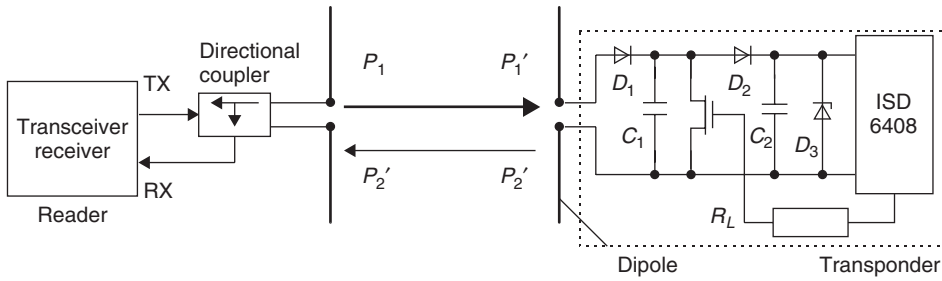 Directional
coupler
TX
Transceiver
receiver
RX
Reader
P1
P1′
P2′
P2′
D1
D2
C1
C2
D3
ISD
6408
RL
Dipole
Transponder